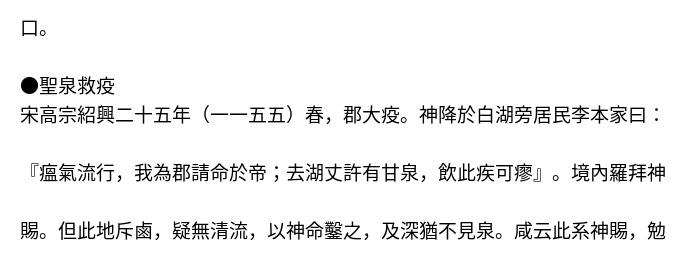 口。
●聖泉救疫
宋高宗紹興二十五年（一一五五）春，郡大疫。神降於白湖旁居民李本家曰：
『瘟氣流行，我為郡請命於帝；去湖丈許有甘泉，飲此疾可瘳』。境內羅拜神
賜。但此地斥鹵，疑無清流，以神命鑿之，及深猶不見泉。咸云此系神賜，勉